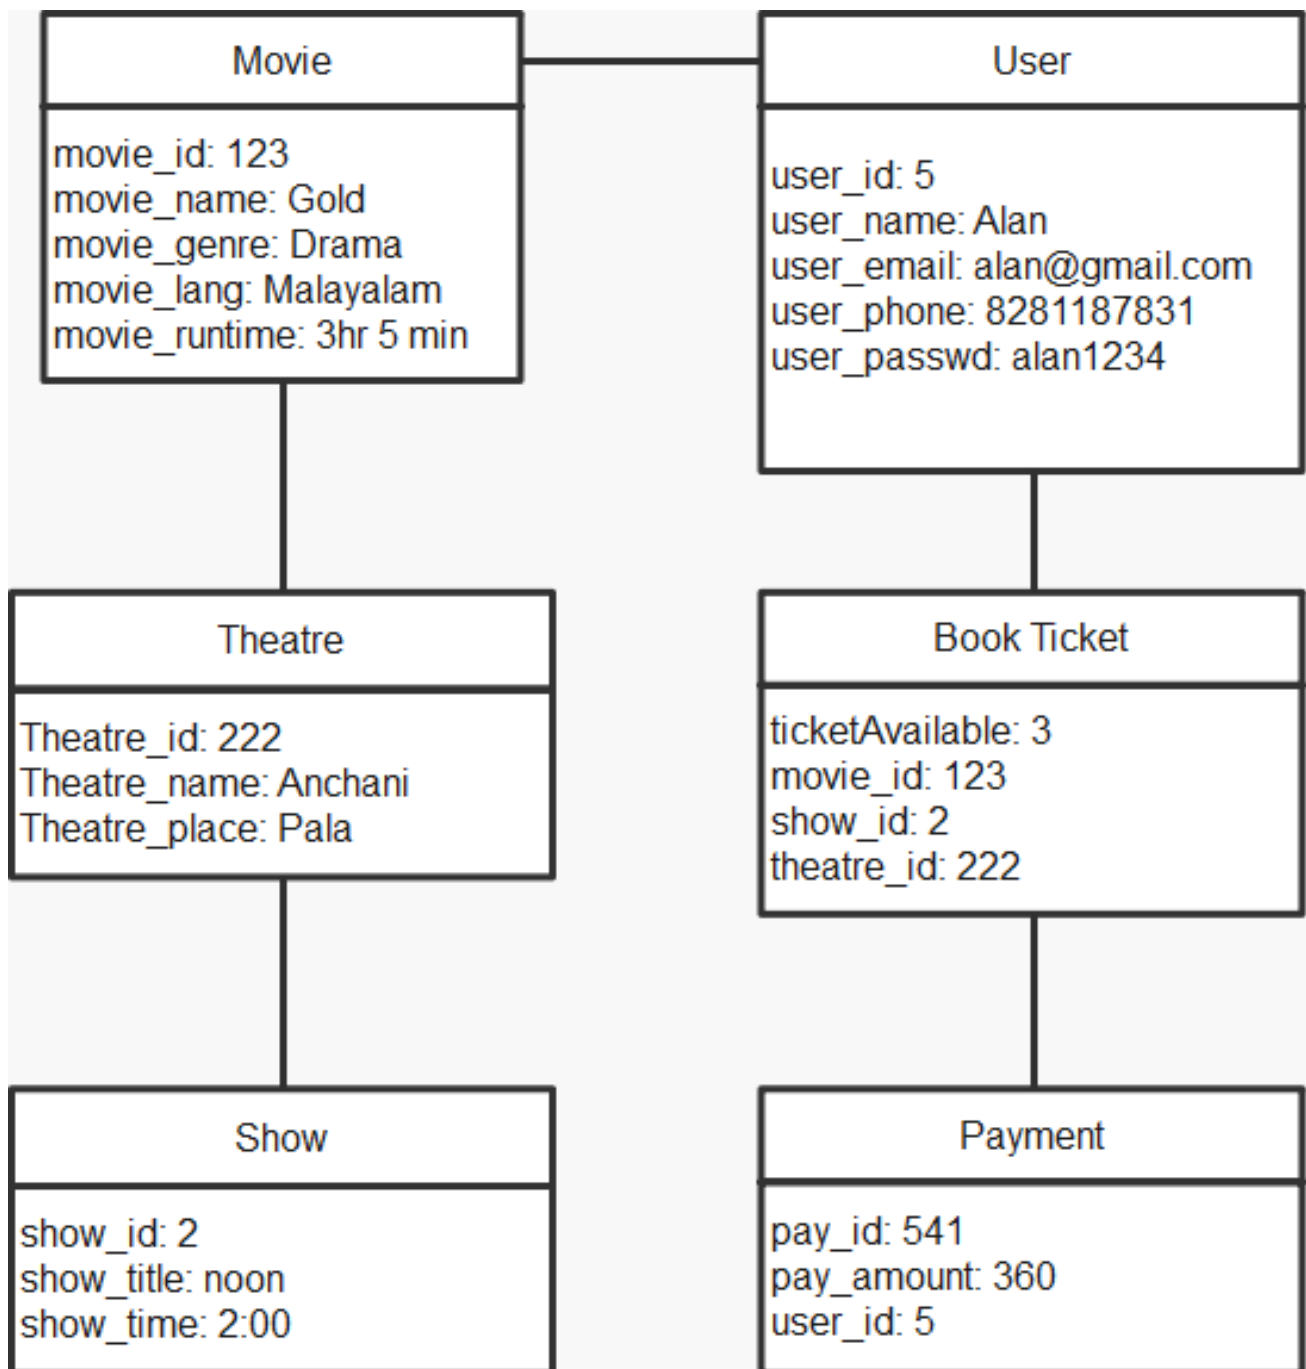 Movie
movie_id: 123
movie_name: Gold
movie_genre: Drama
movie_lang: Malayalam
movie_runtime: 3hr 5 min
User
user_id: 5
user_name: Alan
user_email: alan@gmail.com
user_phone: 8281187831
user_passwd: alan1234
Theatre
Theatre_id: 222
Theatre_name: Anchani
Theatre_place: Pala
Book Ticket
ticketAvailable: 3
movie_id: 123
show_id: 2
theatre_id: 222
Show
show_id: 2
show_title: noon
show_time: 2:00
Payment
pay_id: 541
pay_amount: 360
user_id: 5